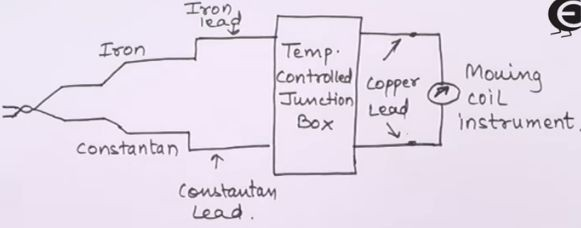 Iron
lead
Iron
Temp.
Controlled
Junction
Box
Copper
Lead
Moving
coil
instrument.
Constantan
Constantan
Lead.